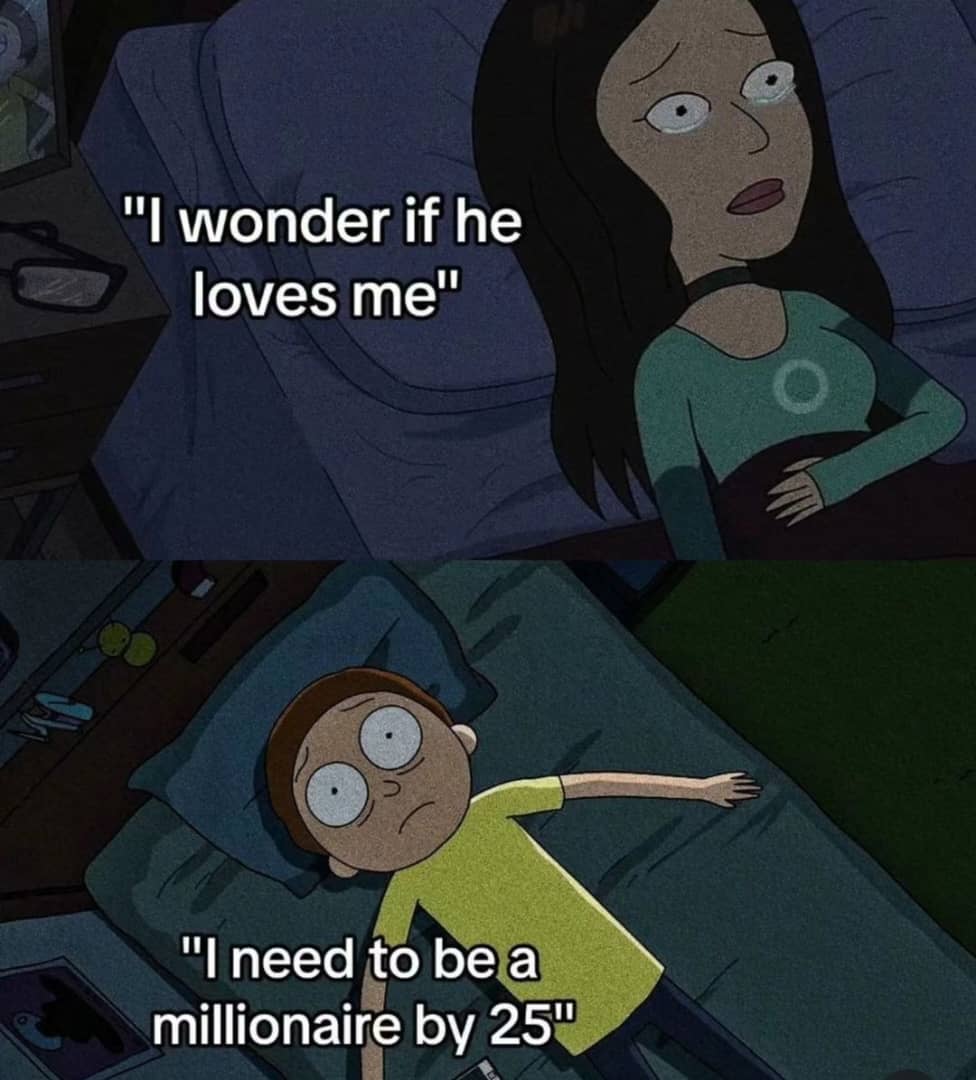 "I wonder if he
loves me"
"I need to be a
millionaire by 25"